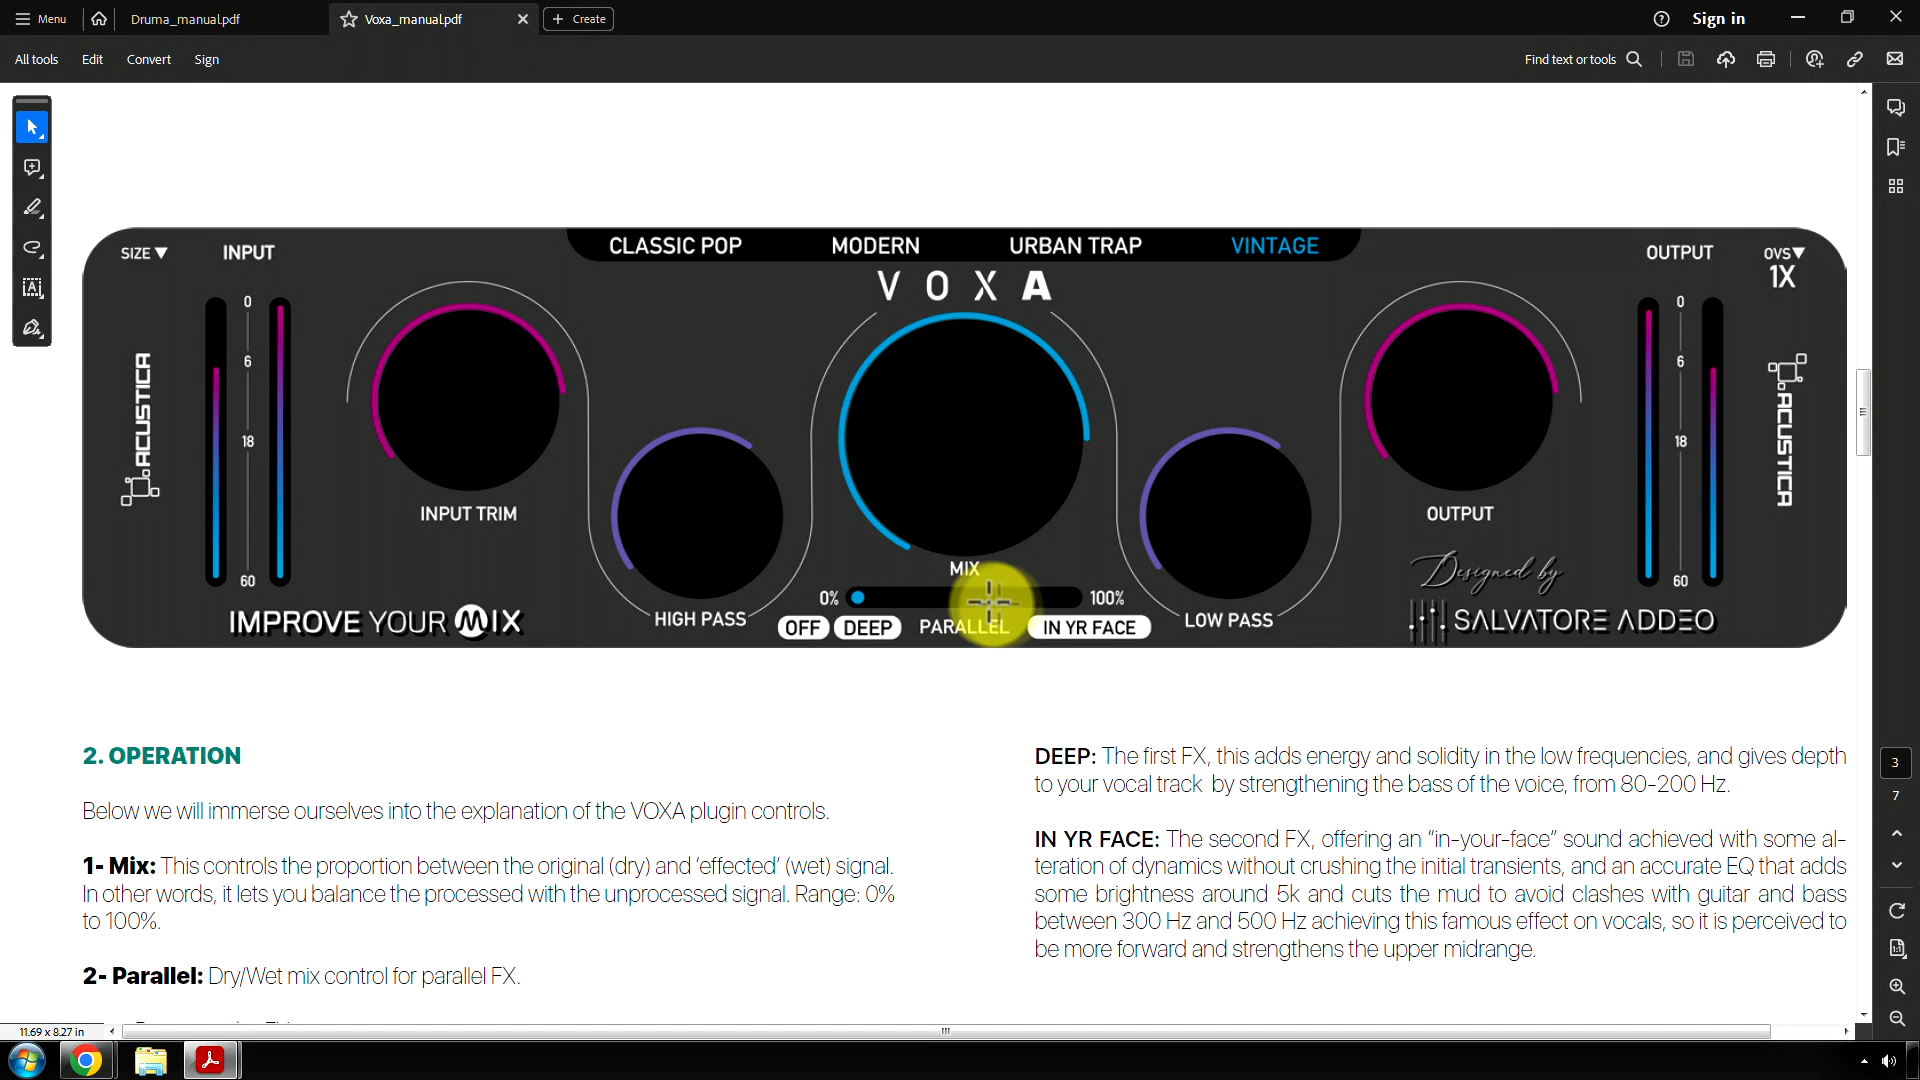 Menu
Druma_manual.pdf
Voxa_manual.pdf
Create
Sign in
All tools
Edit
Convert
Sign
Find text or tools
SIZE
INPUT
CLASSIC POP
MODERN
URBAN TRAP
VINTAGE
OUTPUT
OVS
1X
VOXA
0
6
18
60
0
6
18
60
ACUSTICA
ACUSTICA
INPUT TRIM
OUTPUT
MIX
0%
100%
HIGH PASS
LOW PASS
OFF
DEEP
PARALLEL
IN YR FACE
IMPROVE YOUR MIX
Designed by
SALVATORE ADDEO
2. OPERATION
Below we will immerse ourselves into the explanation of the VOXA plugin controls.
1- Mix: This controls the proportion between the original (dry) and ‘effected’ (wet) signal.
In other words, it lets you balance the processed with the unprocessed signal. Range: 0%
to 100%.
2- Parallel: Dry/Wet mix control for parallel FX.
DEEP: The first FX, this adds energy and solidity in the low frequencies, and gives depth
to your vocal track by strengthening the bass of the voice, from 80-200 Hz.
IN YR FACE: The second FX, offering an “in-your-face” sound achieved with some al-
teration of dynamics without crushing the initial transients, and an accurate EQ that adds
some brightness around 5k and cuts the mud to avoid clashes with guitar and bass
between 300 Hz and 500 Hz achieving this famous effect on vocals, so it is perceived to
be more forward and strengthens the upper midrange.
3
7
11.69 x 8.27 in